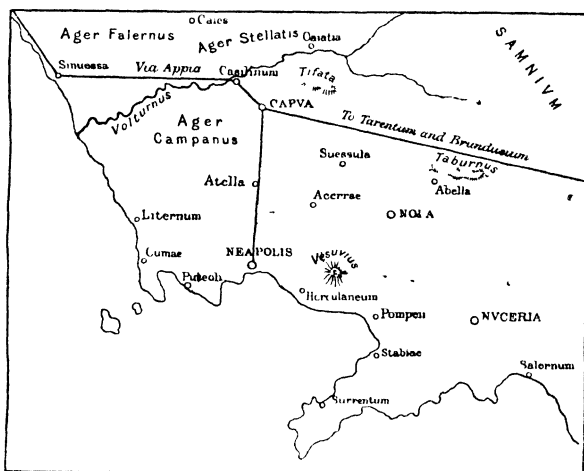 Cales
Ager Falernus
Ager Stellatis
Caiatia
SAMNIVM
Sinuessa
Via Appia
Casilinum
Tifata
Volturnus
CAPVA
To Tarentum and Brundusium
Ager
Campanus
Suessula
Taburnus
Atella
Abella
Acerrae
NOLA
Liternum
Cumae
NEAPOLIS
Vesuvius
Puteoli
Herculaneum
Pompeii
NVCERIA
Stabiae
Salernum
Surrentum